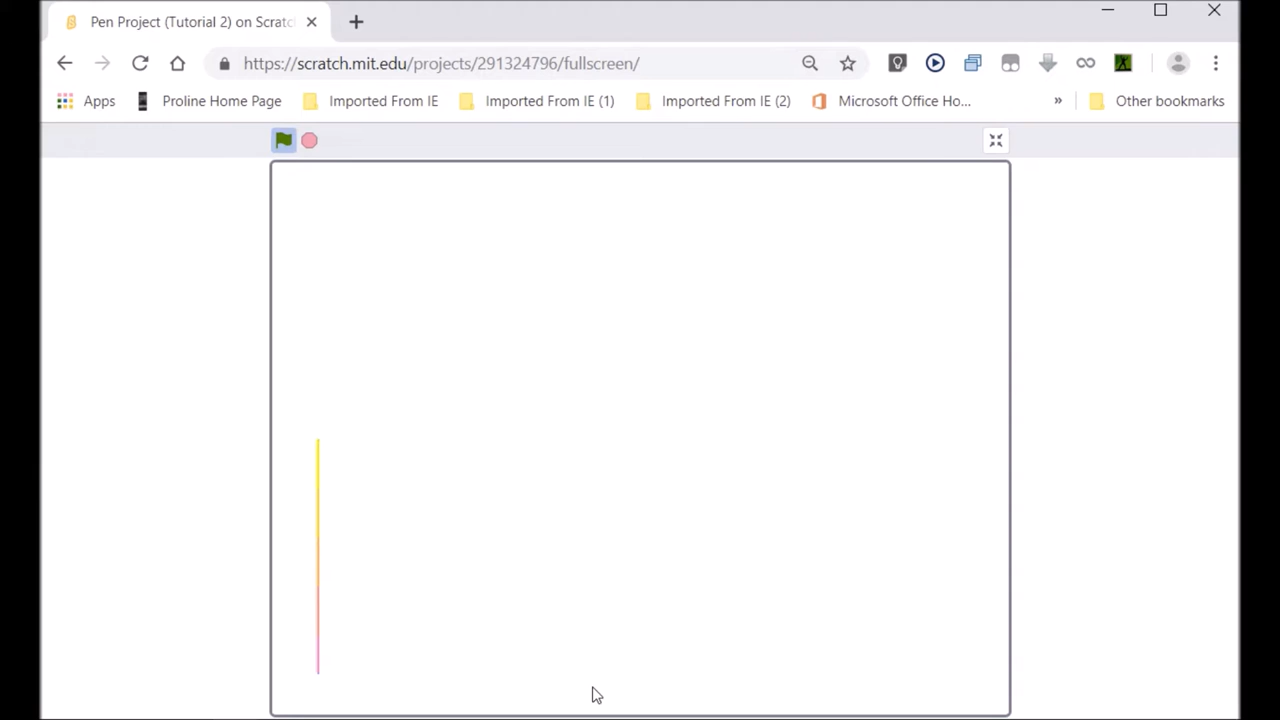 Pen Project (Tutorial 2) on Scratc
https://scratch.mit.edu/projects/291324796/fullscreen/
Apps Proline Home Page Imported From IE Imported From IE (1) Imported From IE (2) Microsoft Office Ho... » Other bookmarks